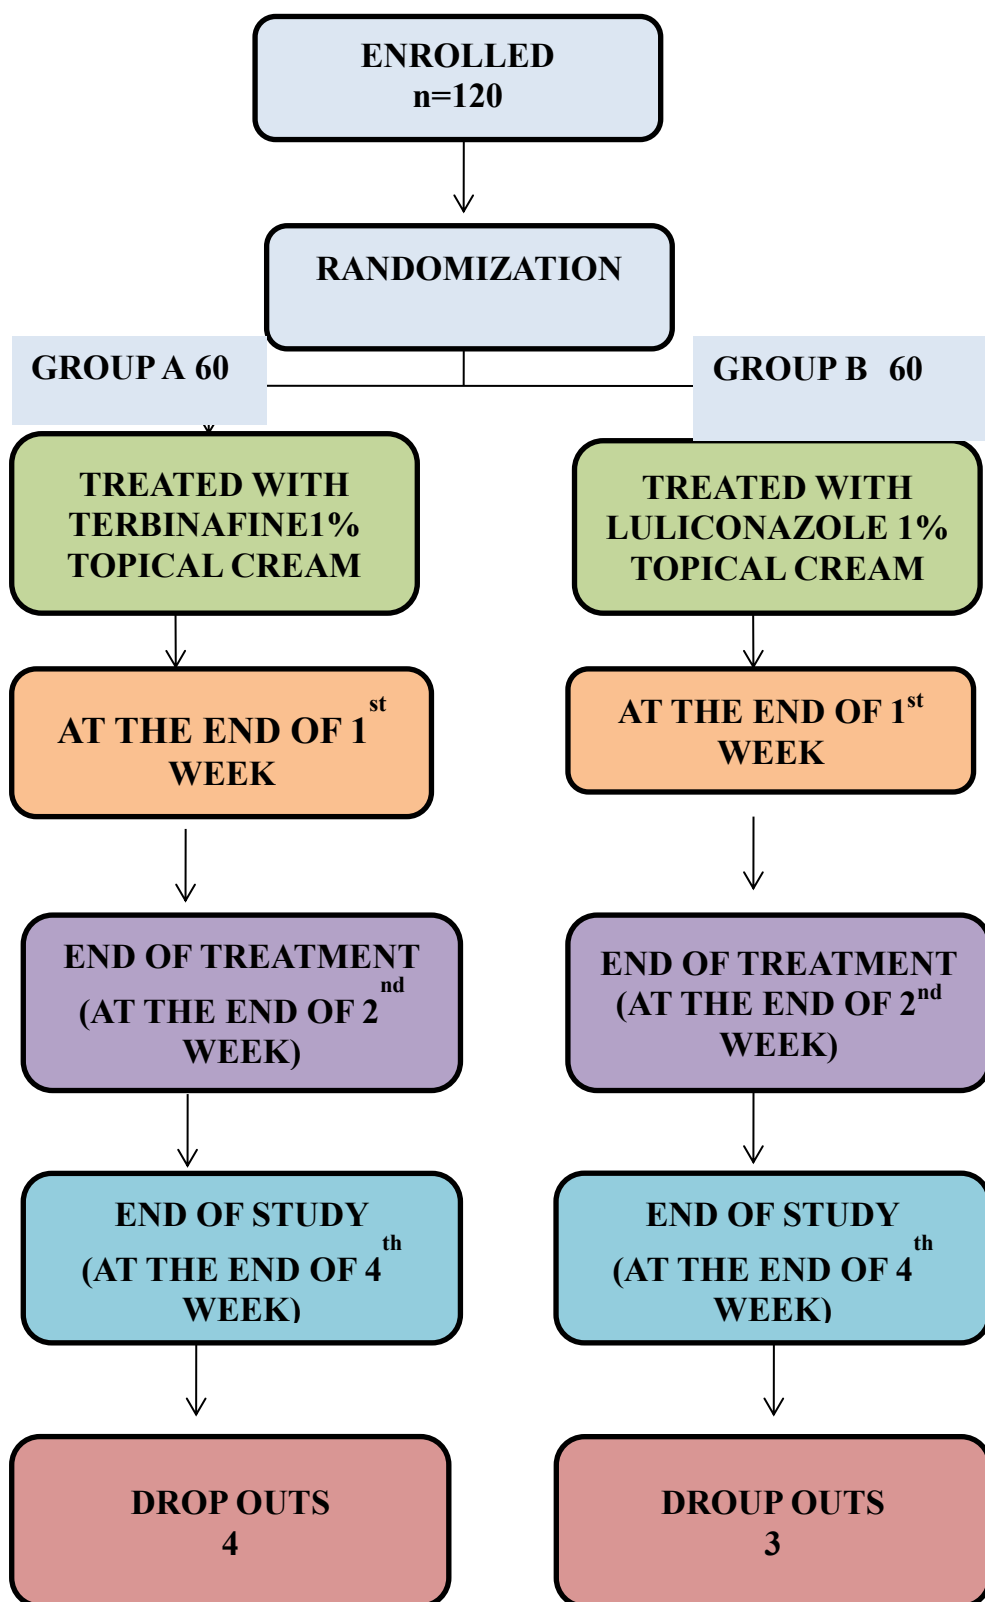 ENROLLED
n=120
RANDOMIZATION
GROUP A 60
GROUP B 60
TREATED WITH
TERBINAFINE1%
TOPICAL CREAM
TREATED WITH
LULICONAZOLE 1%
TOPICAL CREAM
AT THE END OF 1st
WEEK
AT THE END OF 1st
WEEK
END OF TREATMENT
(AT THE END OF 2nd
WEEK)
END OF TREATMENT
(AT THE END OF 2nd
WEEK)
END OF STUDY
(AT THE END OF 4th
WEEK)
END OF STUDY
(AT THE END OF 4th
WEEK)
DROP OUTS
4
DROUP OUTS
3